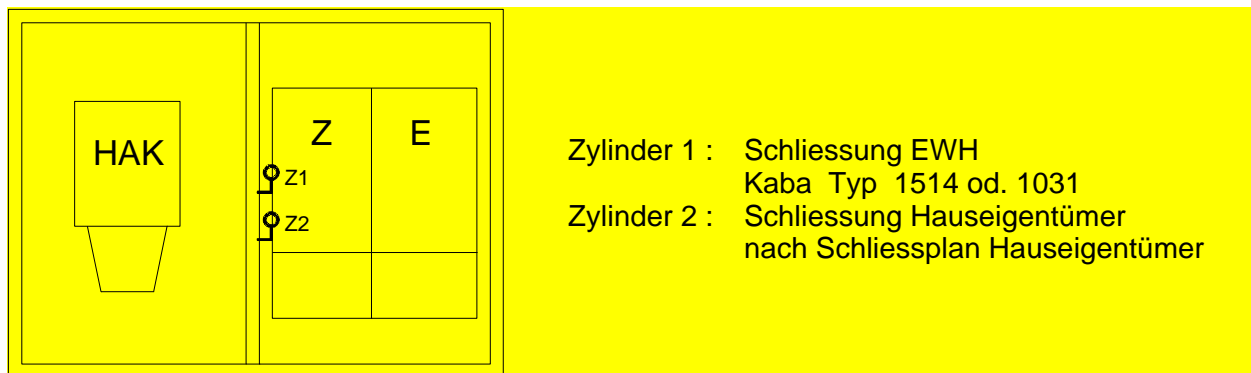 HAK
Z E
Z1
Z2
Zylinder 1 : Schliessung EWH
Kaba Typ 1514 od. 1031
Zylinder 2 : Schliessung Hauseigentümer
nach Schliessplan Hauseigentümer